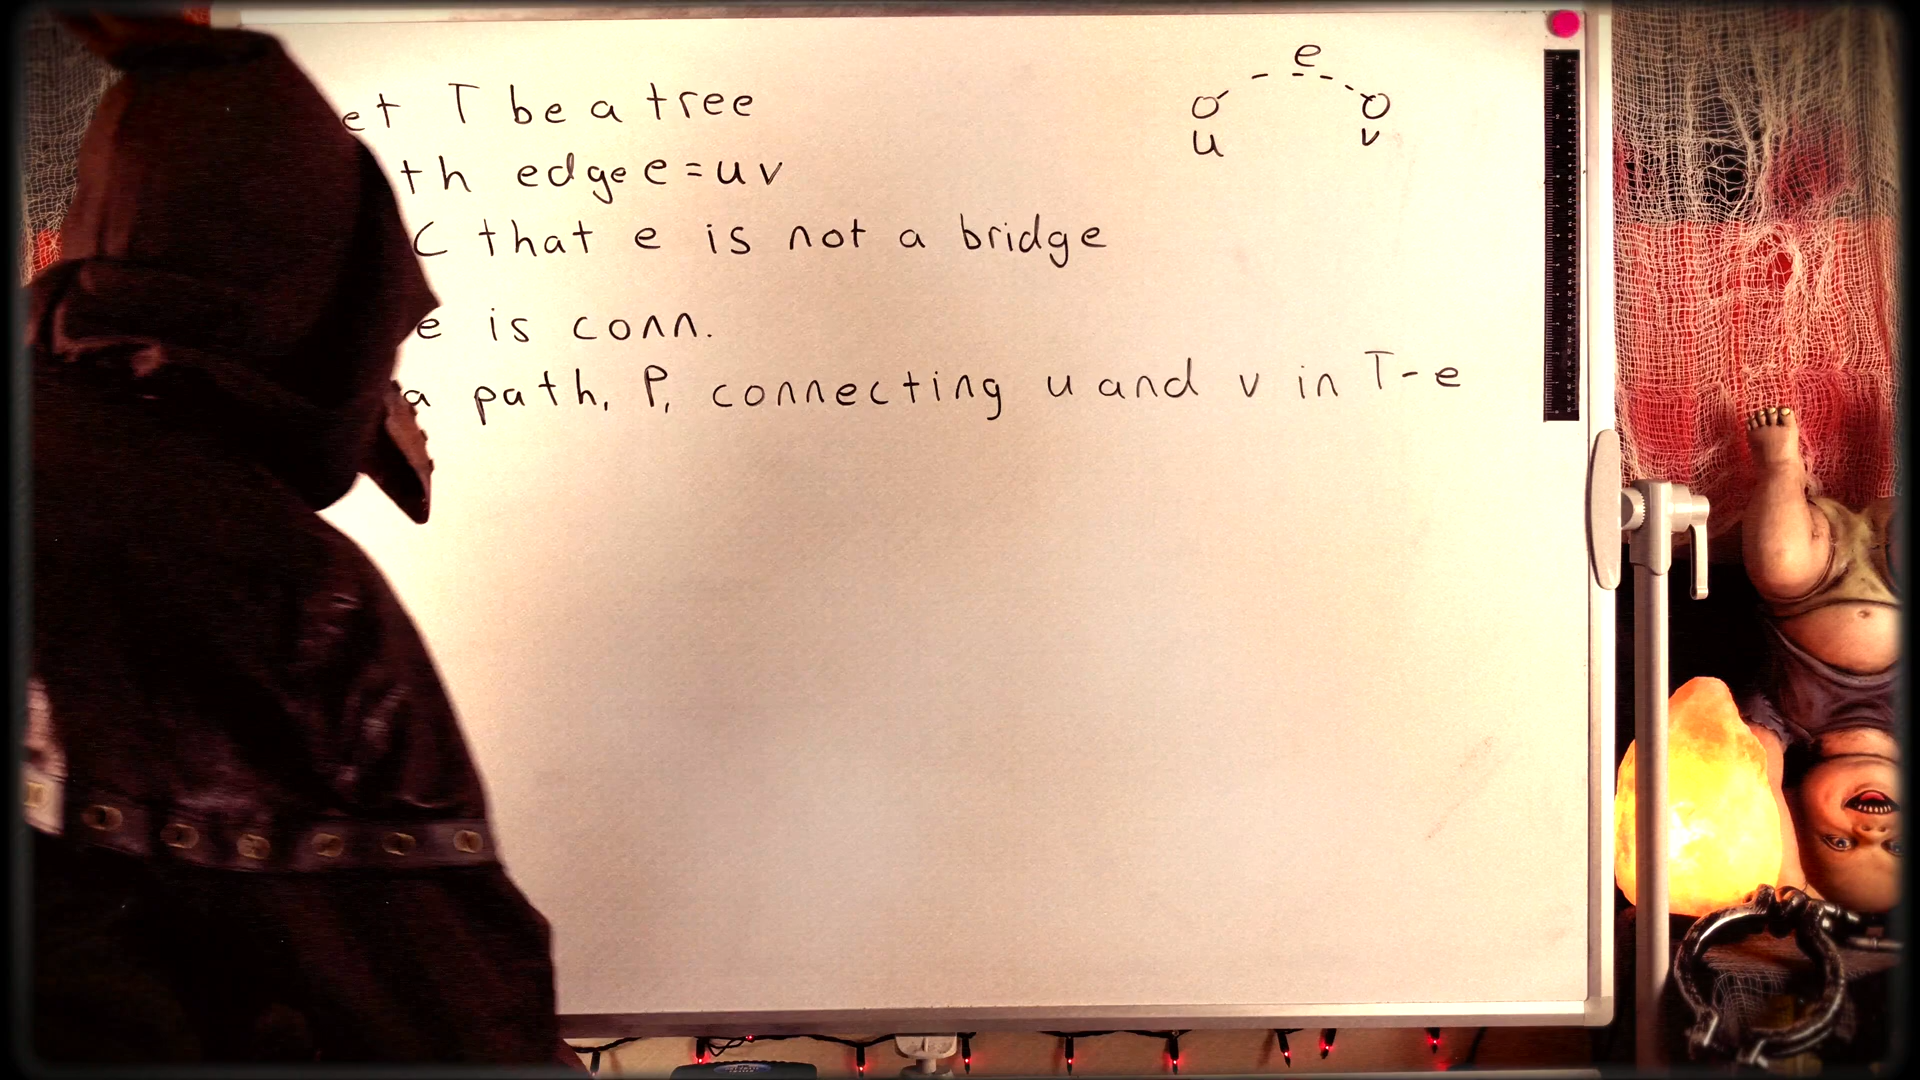 et T be a tree
th edge e = uv
C that e is not a bridge
e is conn.
a path, P, connecting u and v in T-e
e
u
v